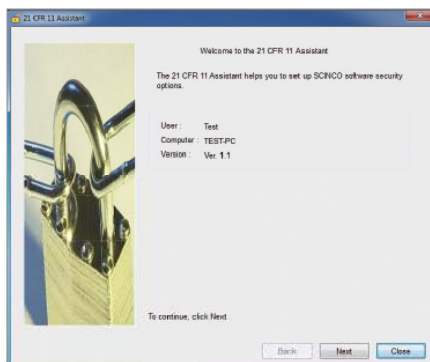 21 CFR 11 Assistant
Welcome to the 21 CFR 11 Assistant
The 21 CFR 11 Assistant helps you to set up SCINCO software security
options.
User : Test
Computer : TEST-PC
Version : Ver. 1.1
To continue, click Next
Back Next Close